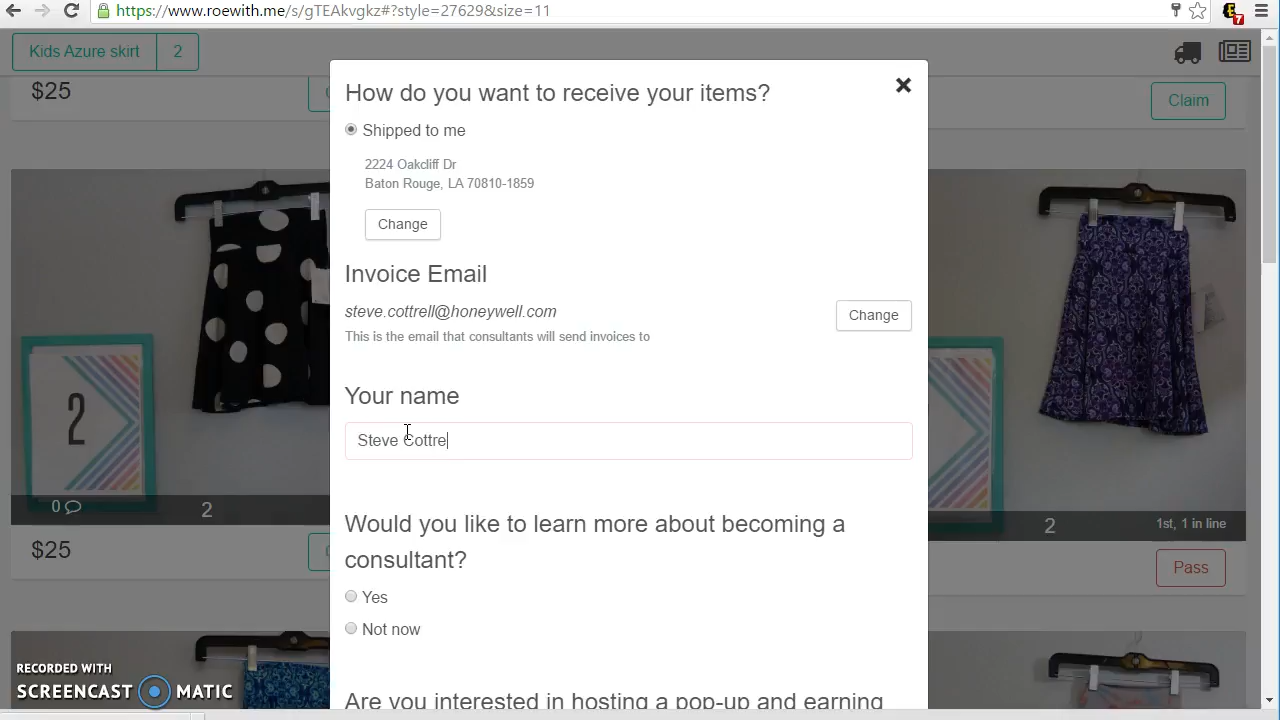 https://www.roewith.me/s/gTEAkvgkz#?style=27629&size=11
7
Kids Azure skirt 2
$25
Claim
How do you want to receive your items?
Shipped to me
2224 Oakcliff Dr
Baton Rouge, LA 70810-1859
Change
Invoice Email
steve.cottrell@honeywell.com
Change
This is the email that consultants will send invoices to
Your name
Steve Cottre
Would you like to learn more about becoming a
consultant?
Yes
Not now
Are you interested in hosting a pop-up and earning
2
0
2
$25
2
1st, 1 in line
Pass
RECORDED WITH
SCREENCAST MATIC